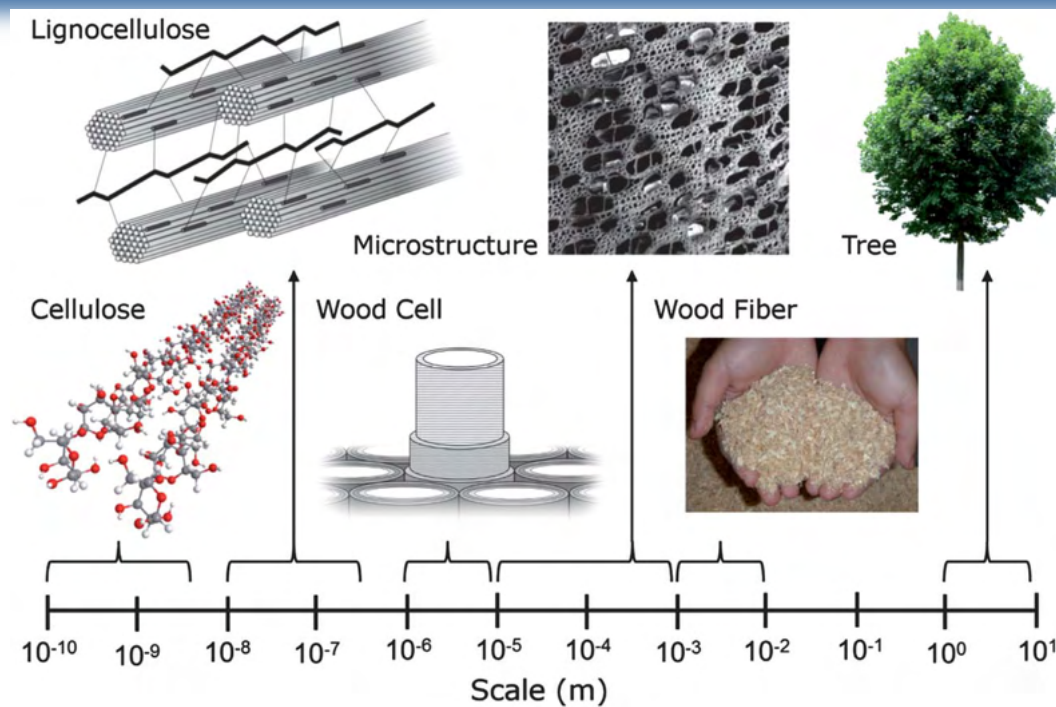 Lignocellulose
Microstructure
Tree
Cellulose
Wood Cell
Wood Fiber
10⁻¹⁰ 10⁻⁹ 10⁻⁸ 10⁻⁷ 10⁻⁶ 10⁻⁵ 10⁻⁴ 10⁻³ 10⁻² 10⁻¹ 10⁰ 10¹
Scale (m)